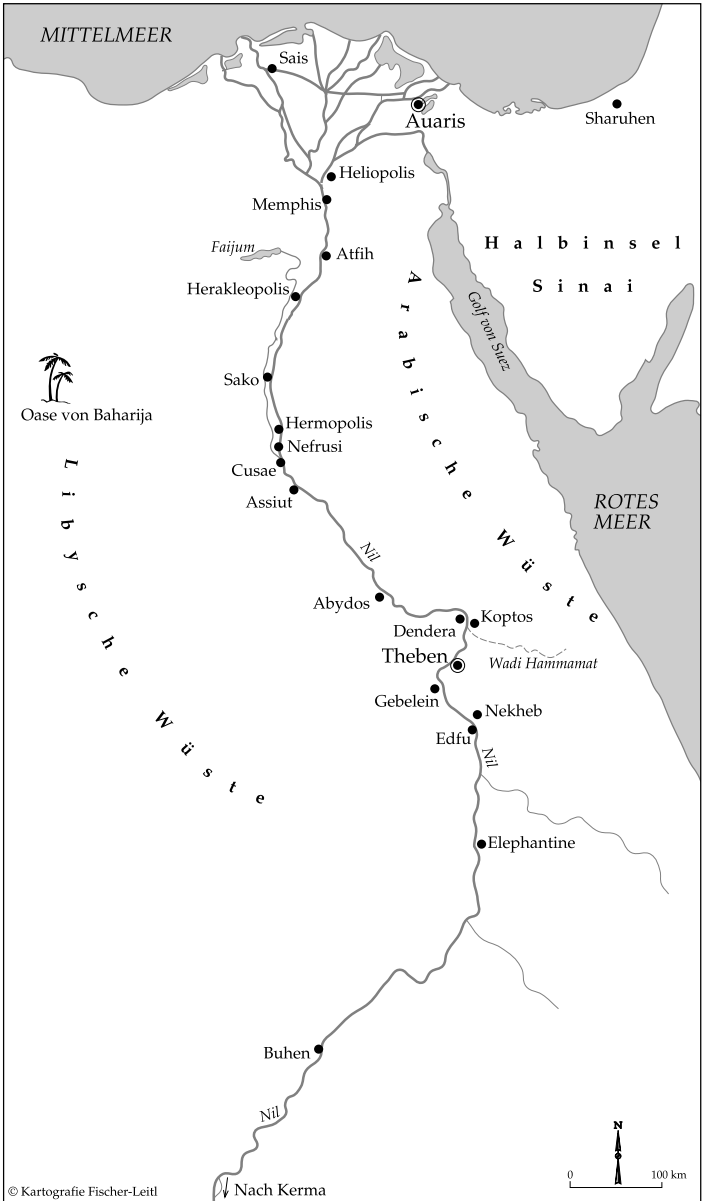 MITTELMEER
Sais
Auaris
Sharuhen
Heliopolis
Memphis
Halbinsel
Sinai
Faijum
Atfih
Herakleopolis
Golf von Suez
Arabische Wüste
Sako
Oase von Baharija
Hermopolis
Nefrusi
Cusae
Assiut
Libysche Wüste
ROTES
MEER
Nil
Abydos
Koptos
Dendera
Theben
Wadi Hammamat
Gebelein
Nekheb
Edfu
Nil
Elephantine
Buhen
Nil
N
0 100 km
© Kartografie Fischer-Leitl
Nach Kerma